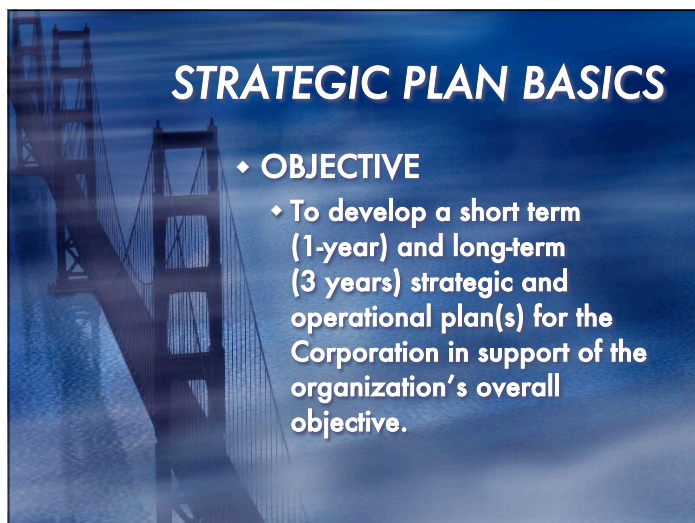 STRATEGIC PLAN BASICS
◆ OBJECTIVE
◆ To develop a short term
(1-year) and long-term
(3 years) strategic and
operational plan(s) for the
Corporation in support of the
organization’s overall
objective.